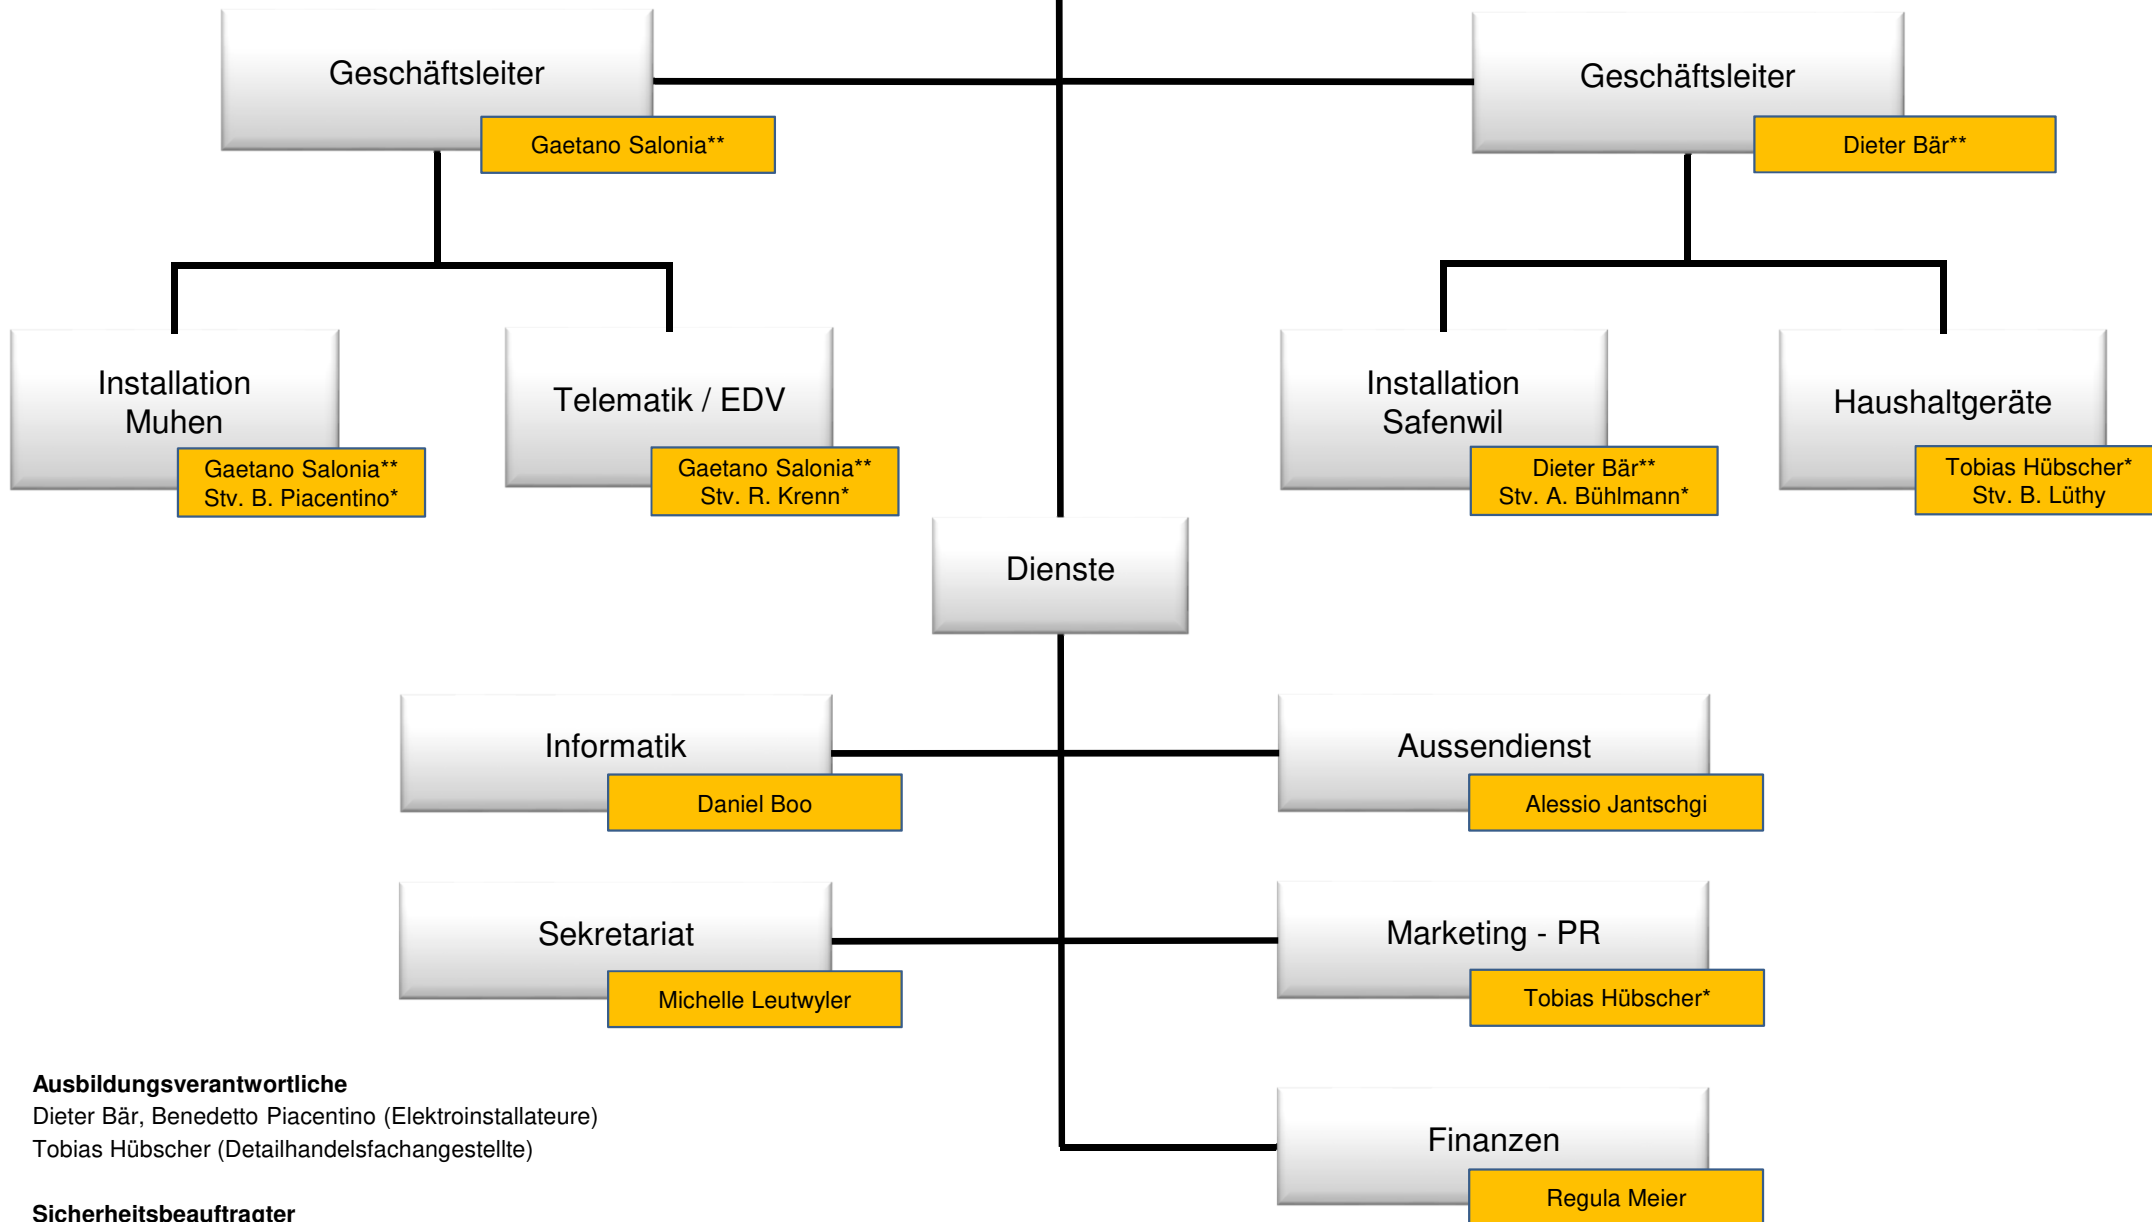 Geschäftsleiter
Gaetano Salonia**
Geschäftsleiter
Dieter Bär**
Installation
Muhen
Gaetano Salonia**
Stv. B. Piacentino*
Telematik / EDV
Gaetano Salonia**
Stv. R. Krenn*
Installation
Safenwil
Dieter Bär**
Stv. A. Bühlmann*
Haushaltgeräte
Tobias Hübscher*
Stv. B. Lüthy
Dienste
Informatik
Daniel Boo
Aussendienst
Alessio Jantschgi
Sekretariat
Michelle Leutwyler
Marketing - PR
Tobias Hübscher*
Finanzen
Regula Meier
Ausbildungsverantwortliche
Dieter Bär, Benedetto Piacentino (Elektroinstallateure)
Tobias Hübscher (Detailhandelsfachangestellte)
Sicherheitsbeauftragter